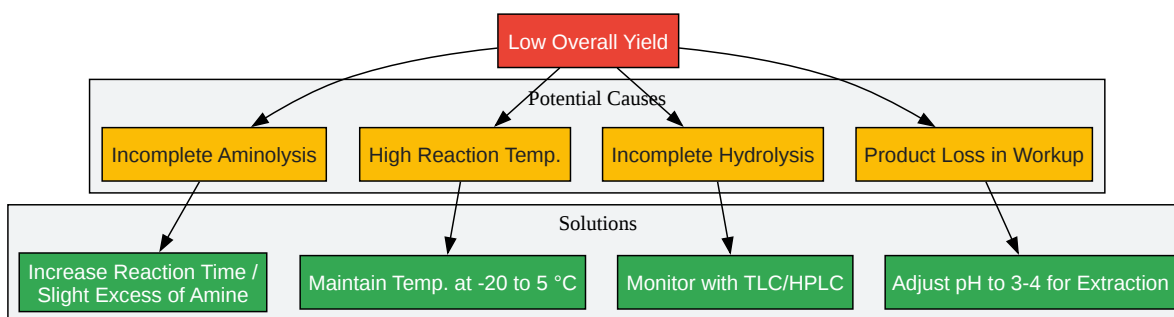 Low Overall Yield
Potential Causes
Incomplete Aminolysis
High Reaction Temp.
Incomplete Hydrolysis
Product Loss in Workup
Solutions
Increase Reaction Time /
Slight Excess of Amine
Maintain Temp. at -20 to 5 °C
Monitor with TLC/HPLC
Adjust pH to 3-4 for Extraction